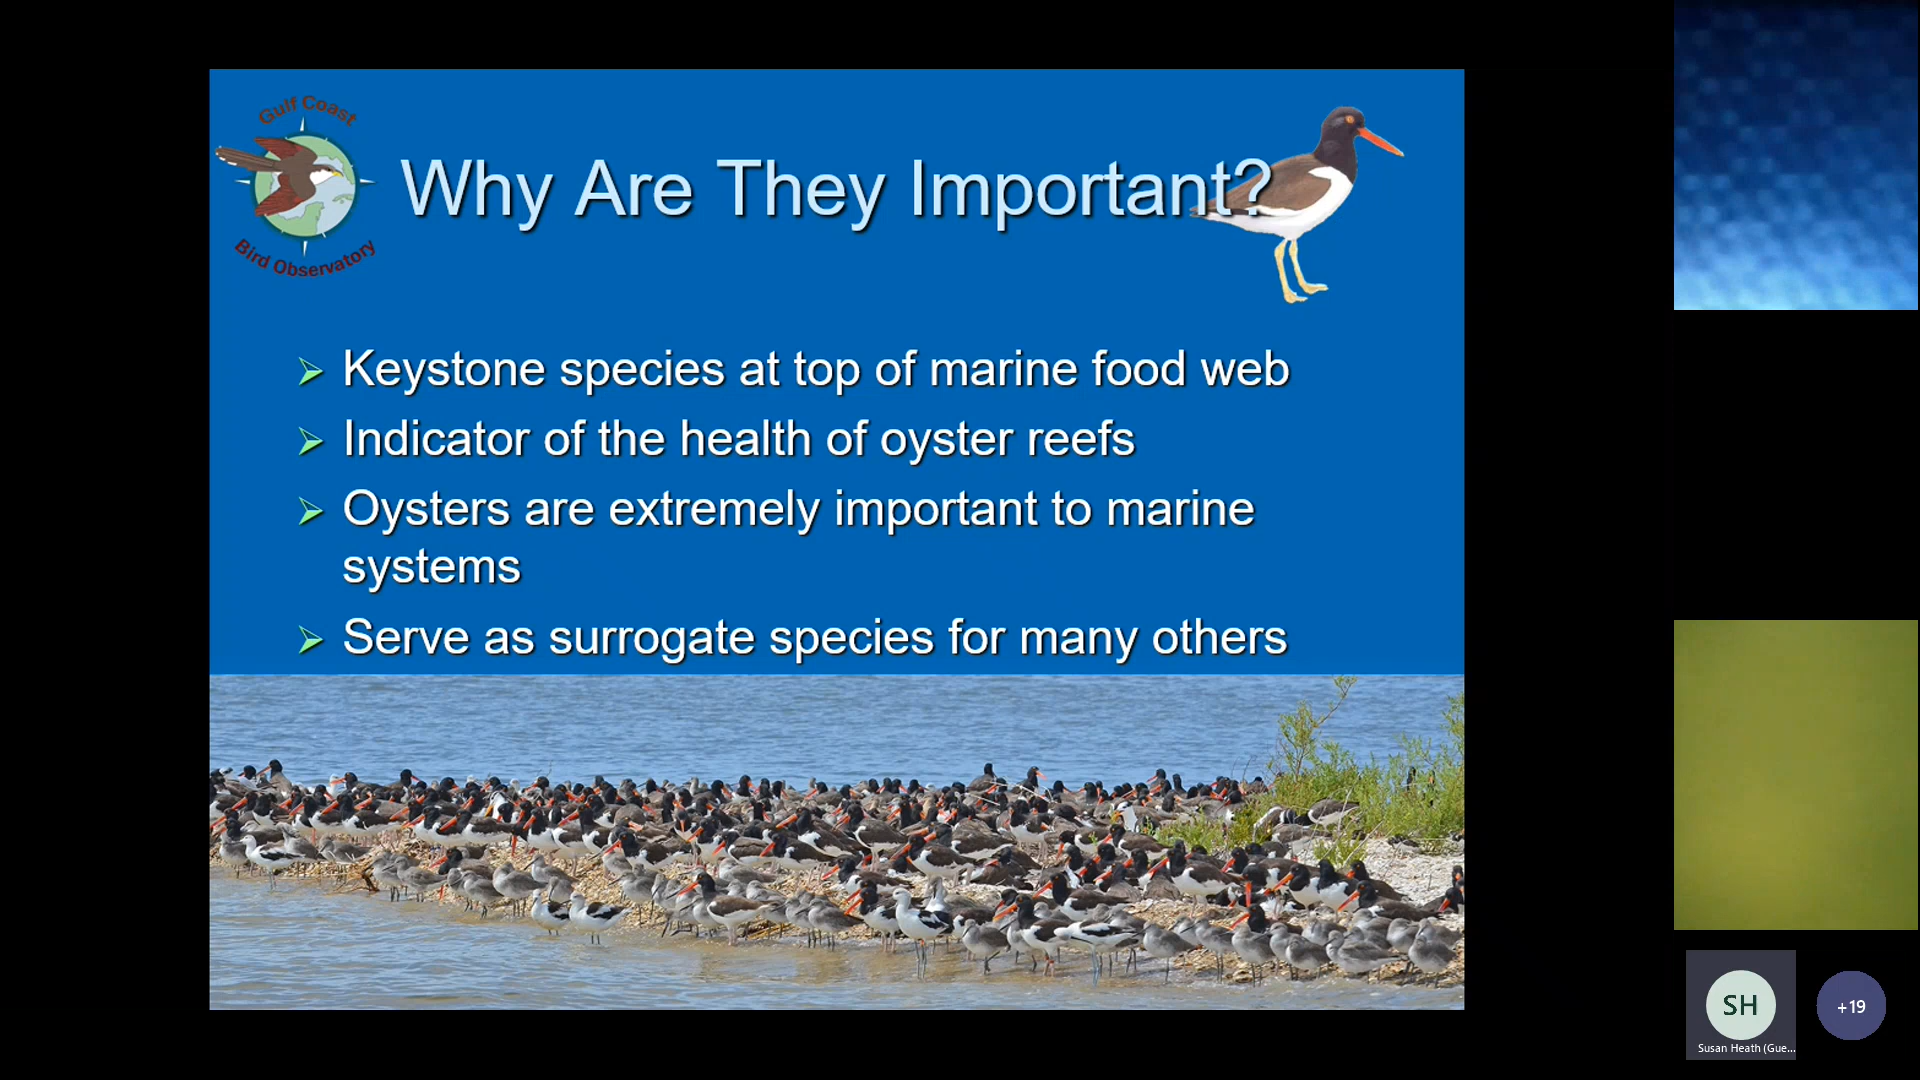 Gulf Coast
Bird Observatory
Why Are They Important?
Keystone species at top of marine food web
Indicator of the health of oyster reefs
Oysters are extremely important to marine
systems
Serve as surrogate species for many others
SH
+19
Susan Heath (Gue...